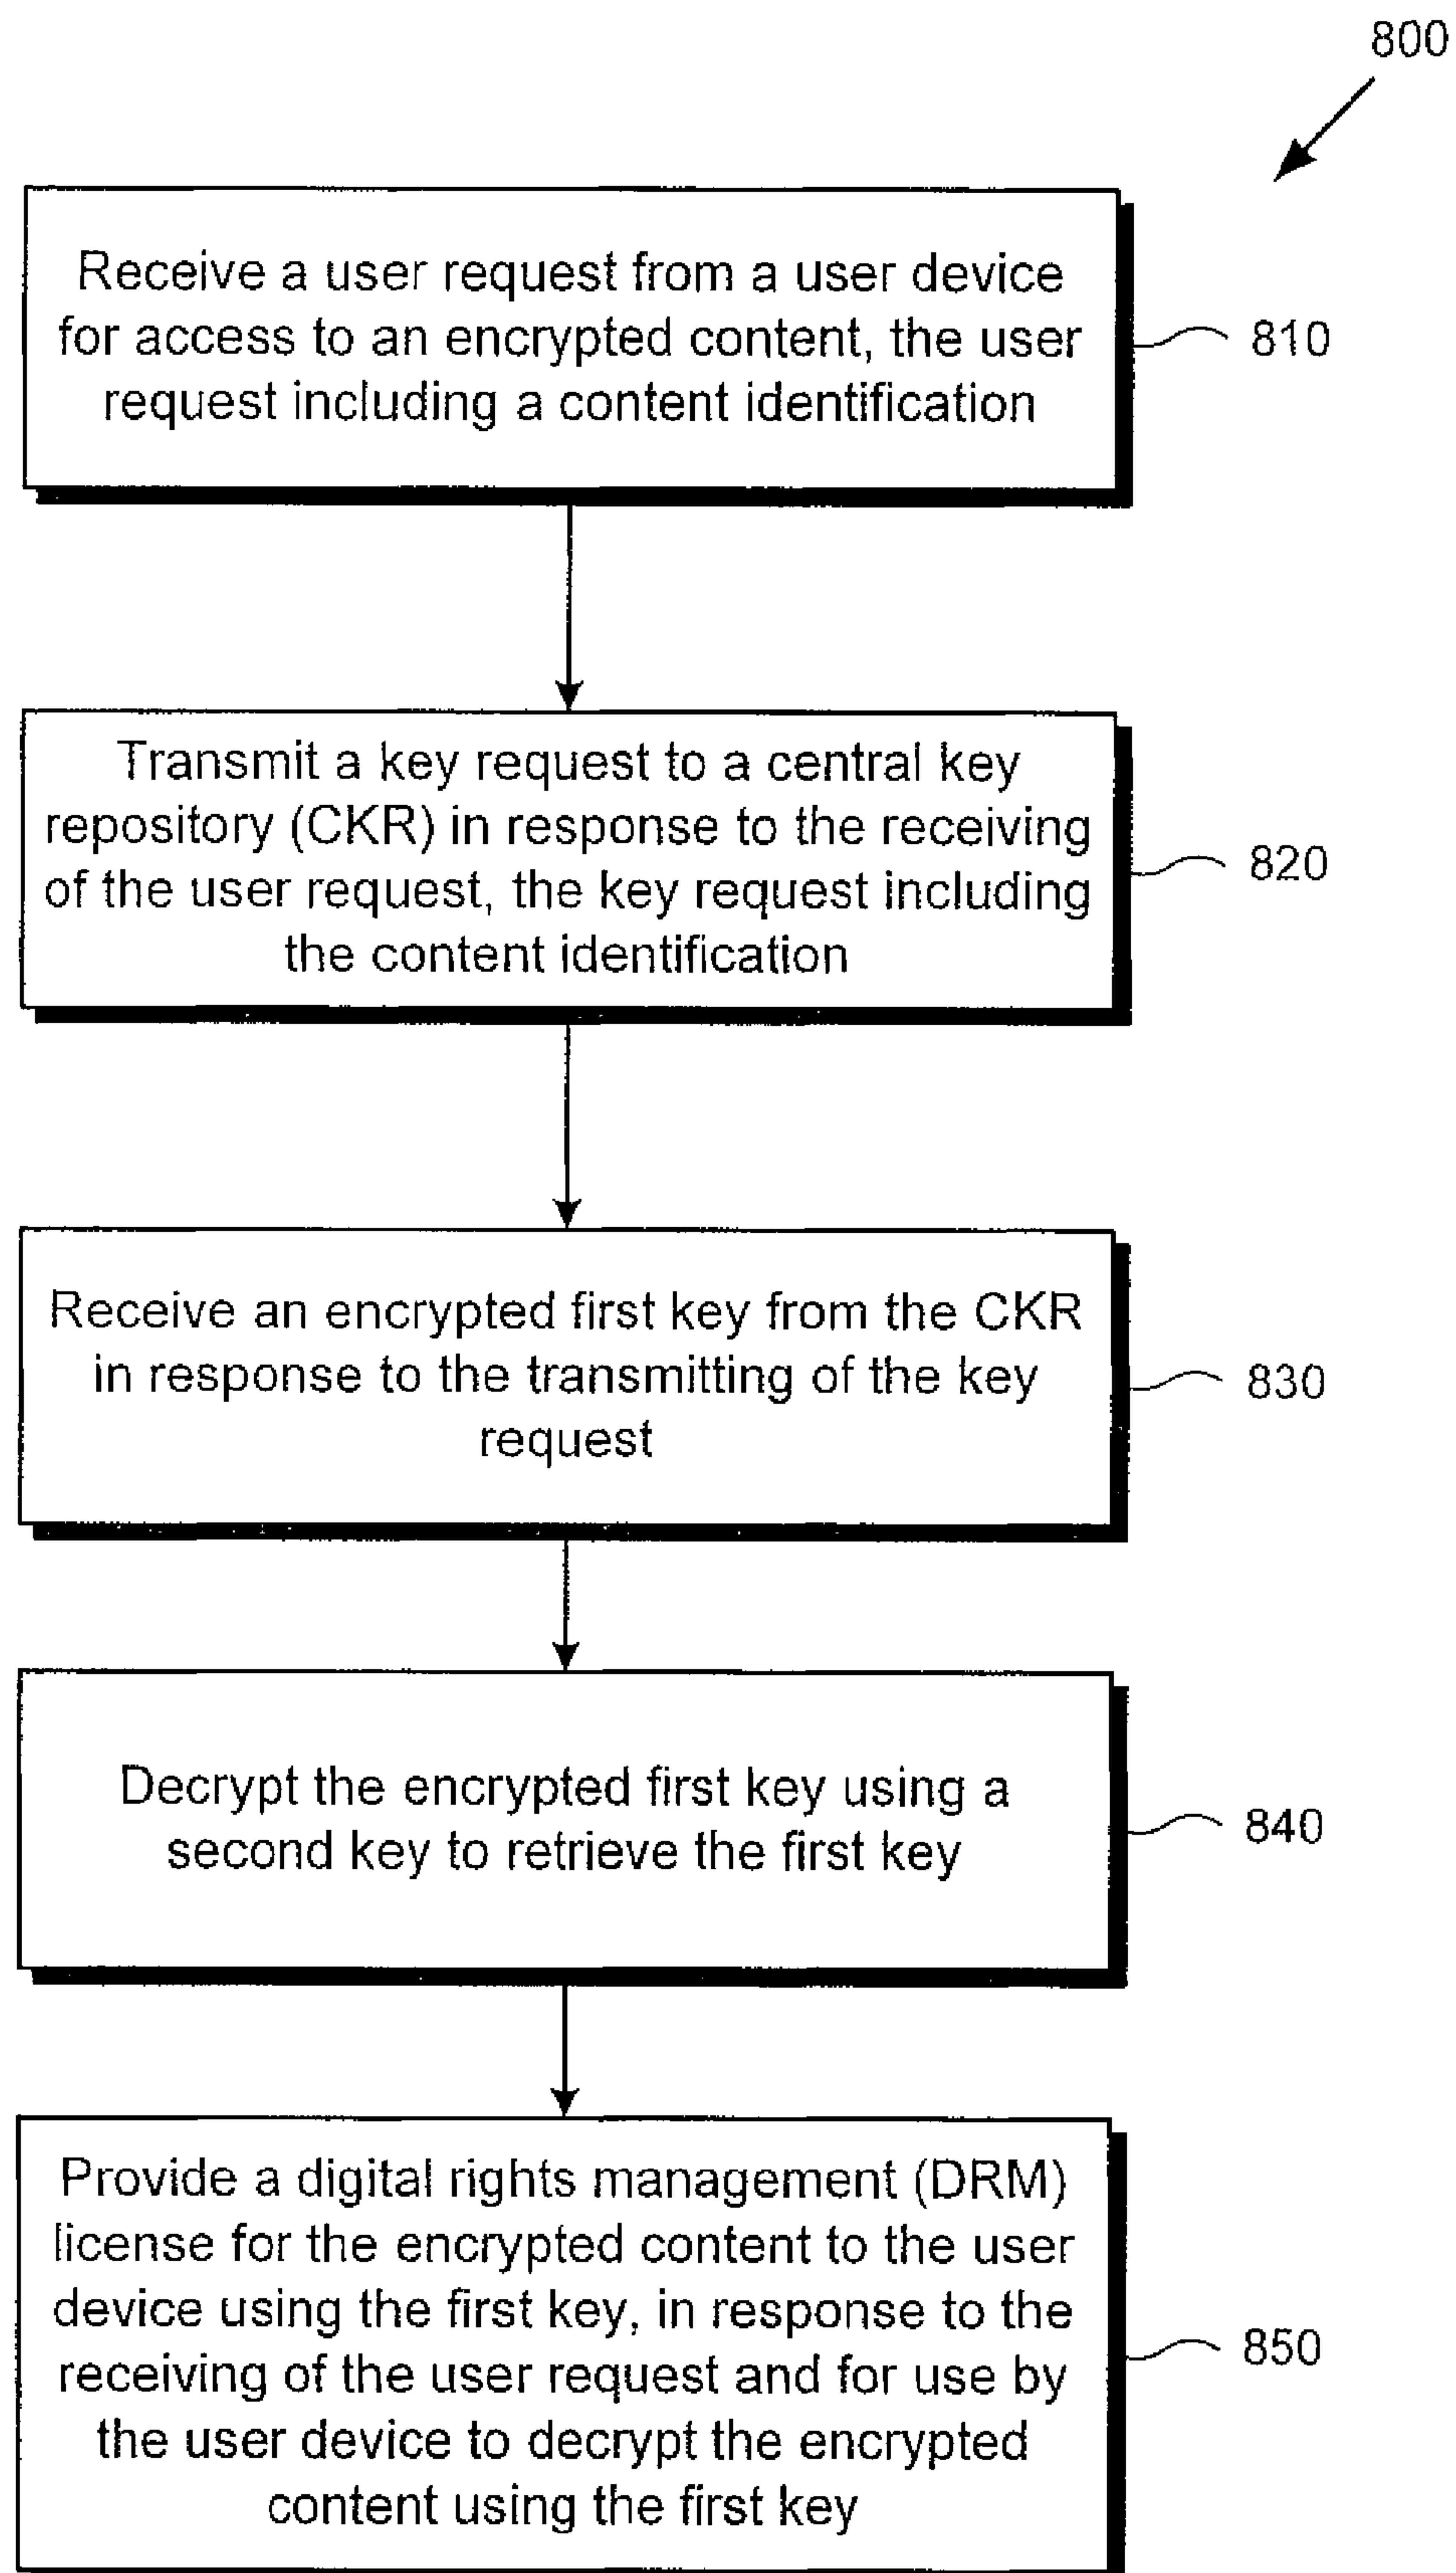 800
Receive a user request from a user device
for access to an encrypted content, the user
request including a content identification
810
Transmit a key request to a central key
repository (CKR) in response to the receiving
of the user request, the key request including
the content identification
820
Receive an encrypted first key from the CKR
in response to the transmitting of the key
request
830
Decrypt the encrypted first key using a
second key to retrieve the first key
840
Provide a digital rights management (DRM)
license for the encrypted content to the user
device using the first key, in response to the
receiving of the user request and for use by
the user device to decrypt the encrypted
content using the first key
850